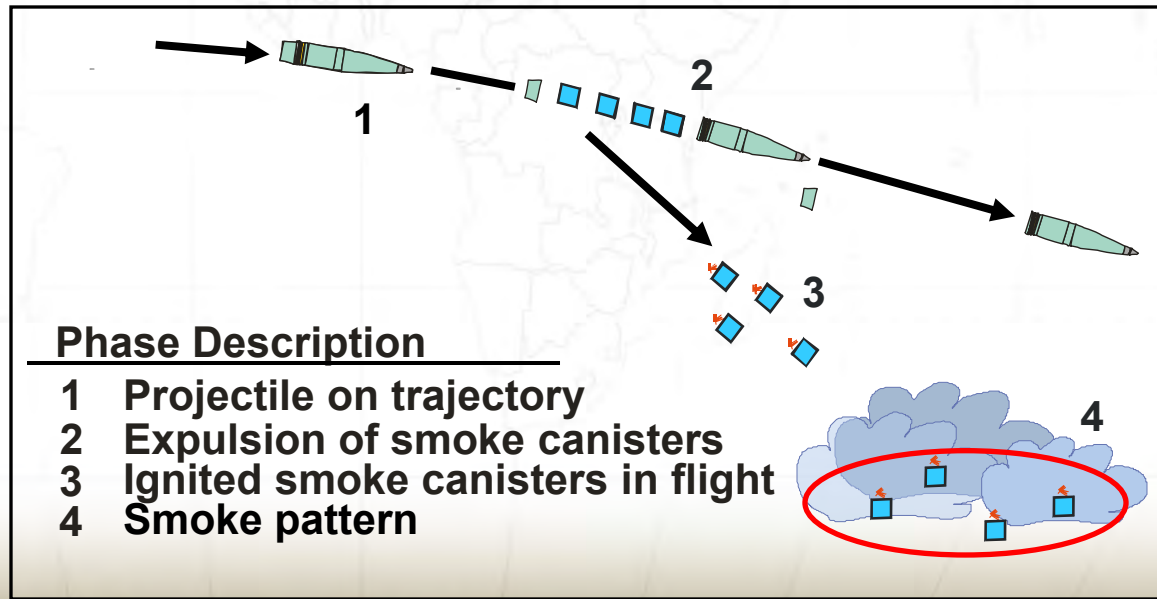 1
2
3
Phase Description
1 Projectile on trajectory
2 Expulsion of smoke canisters
3 Ignited smoke canisters in flight
4 Smoke pattern
4